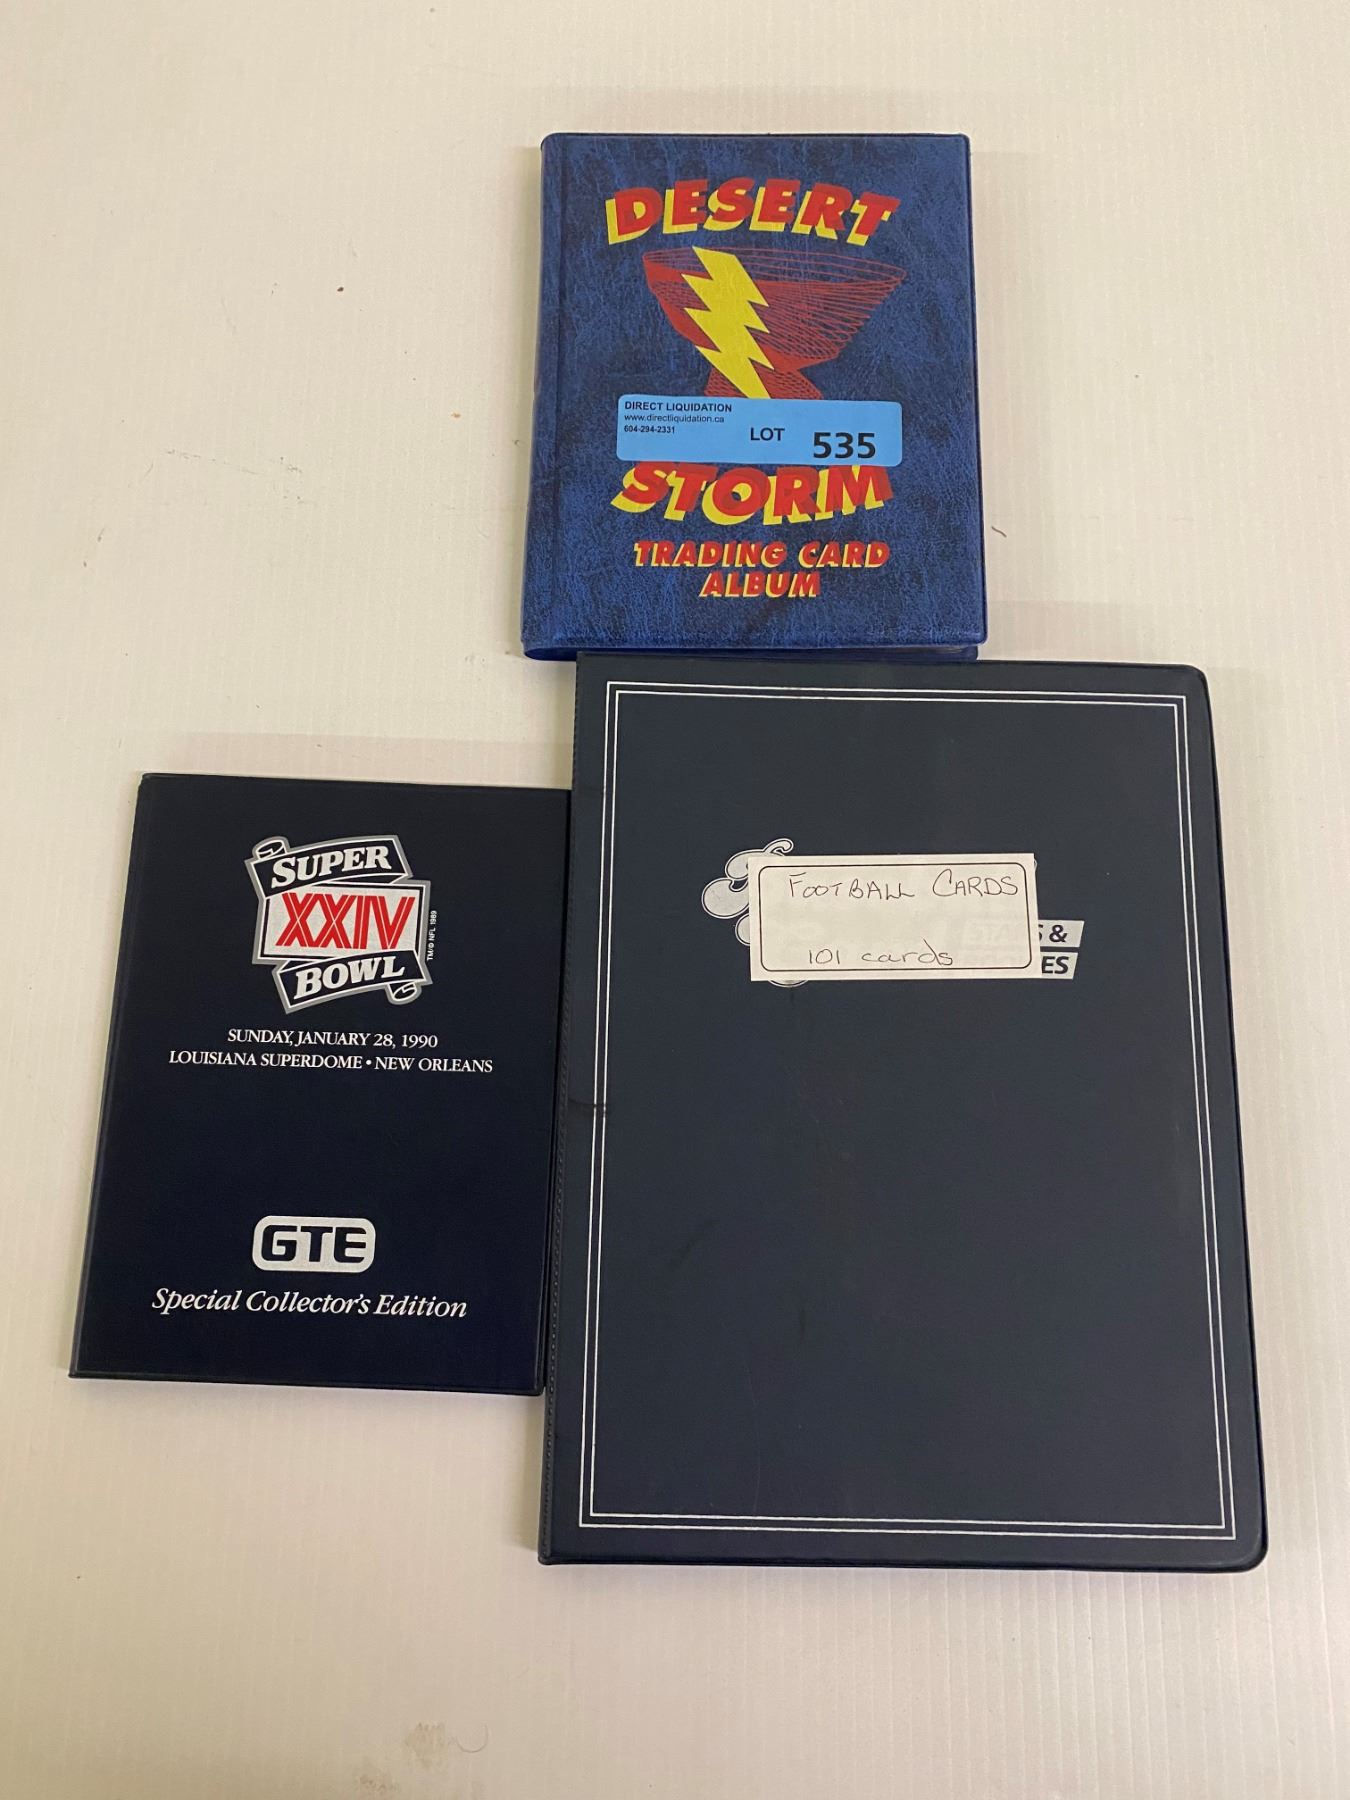 DESERT
DIRECT LIQUIDATION
www.directliquidation.ca
604-294-2331
LOT 535
STORM
TRADING CARD
ALBUM
SUPER
XXIV
BOWL
TM/© NFL 1989
SUNDAY, JANUARY 28, 1990
LOUISIANA SUPERDOME • NEW ORLEANS
GTE
Special Collector's Edition
FOOTBALL CARDS
101 cards
&